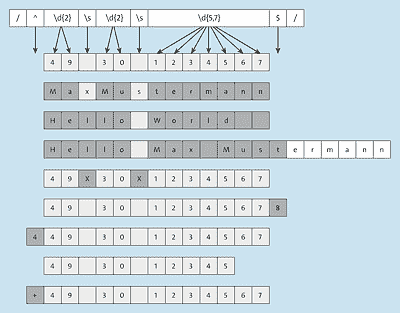 / ^ \d{2} \s \d{2} \s \d{5,7} $ /
4 9 3 0 1 2 3 4 5 6 7
M a x M u s t e r m a n n
H e l l o W o r l d
H e l l o M a x M u s t e r m a n n
4 9 X 3 0 X 1 2 3 4 5 6 7
4 9 3 0 1 2 3 4 5 6 7 8
4 4 9 3 0 1 2 3 4 5 6 7
4 9 3 0 1 2 3 4 5
+ 4 9 3 0 1 2 3 4 5 6 7